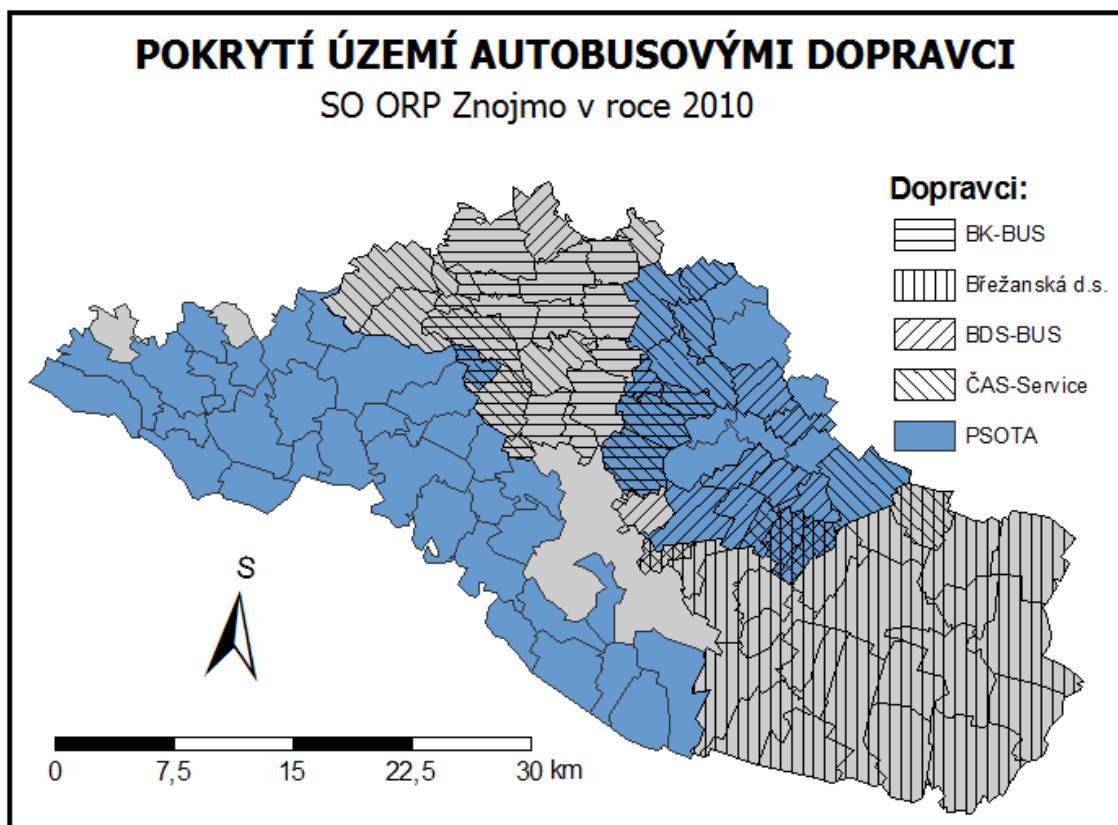 POKRYTÍ ÚZEMÍ AUTOBUSOVÝMI DOPRAVCI
SO ORP Znojmo v roce 2010
Dopravci:
BK-BUS
Břežanská d.s.
BDS-BUS
ČAS-Service
PSOTA
S
0 7,5 15 22,5 30 km